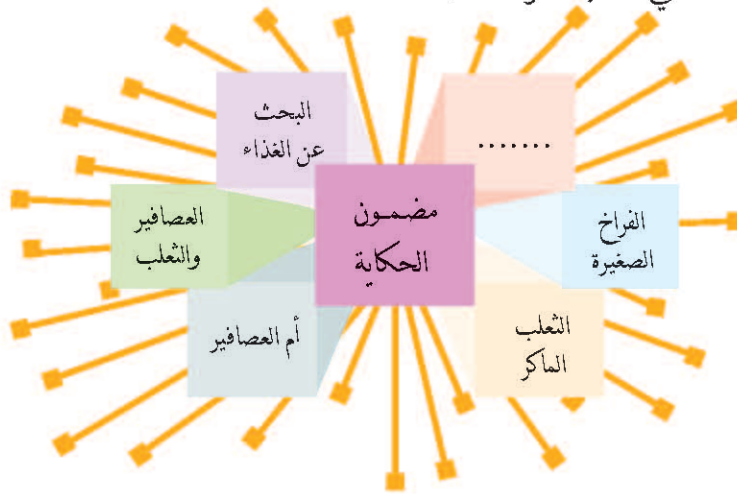 .......
البحث
عن الغذاء
مضمون
الحكاية
الفراخ
الصغيرة
العصافير
والثعلب
الثعلب
الماكر
أم العصافير